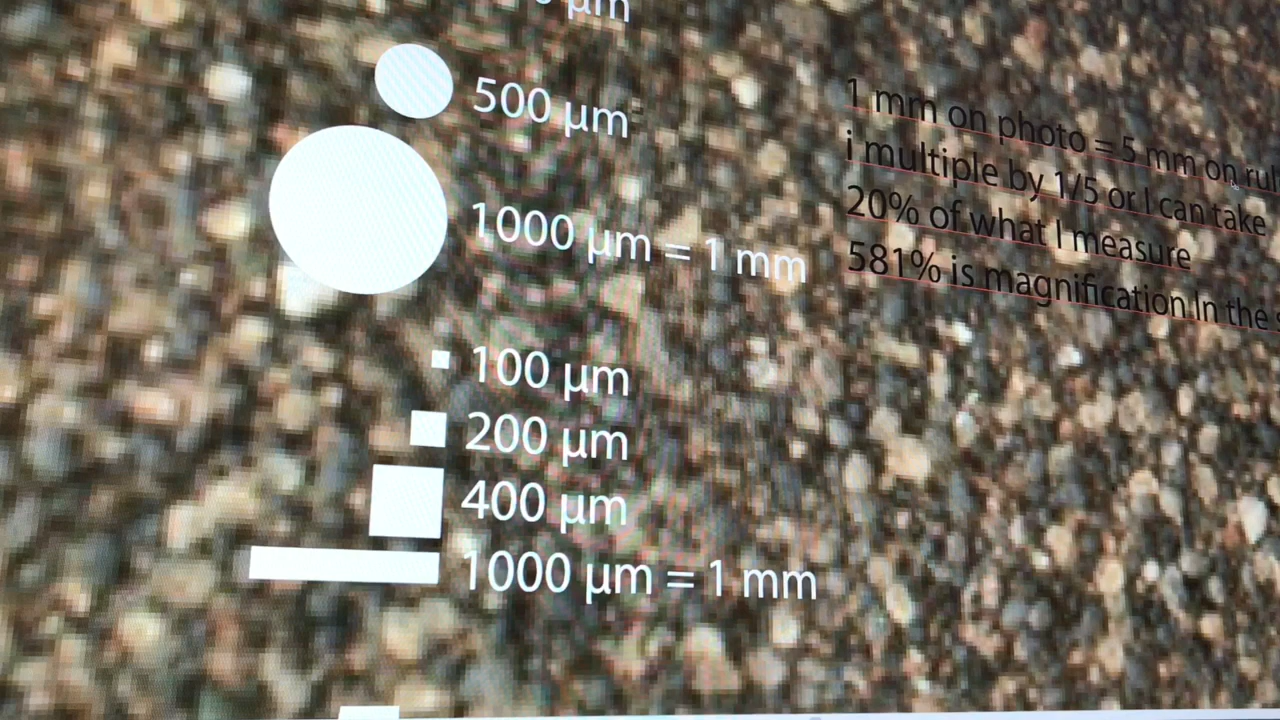 μm
500 μm
1000 μm = 1 mm
100 μm
200 μm
400 μm
1000 μm = 1 mm
1 mm on photo = 5 mm on
i multiple by 1/5 or I can take
20% of what I measure
581% is magnification In the